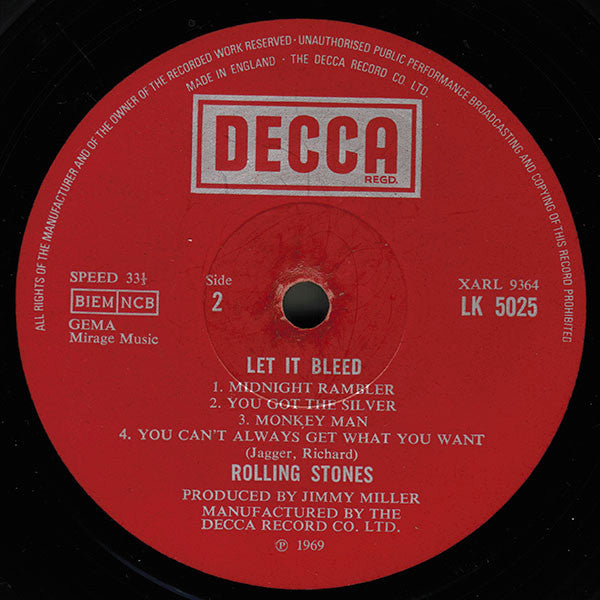 ALL RIGHTS OF THE MANUFACTURER AND OF THE OWNER OF THE RECORDED WORK RESERVED · UNAUTHORISED PUBLIC PERFORMANCE BROADCASTING AND COPYING OF THIS RECORD PROHIBITED
MADE IN ENGLAND · THE DECCA RECORD CO. LTD.
DECCA
REGD.
SPEED 33⅓
BIEM NCB
GEMA
Mirage Music
Side
2
XARL 9364
LK 5025
LET IT BLEED
1. MIDNIGHT RAMBLER
2. YOU GOT THE SILVER
3. MONKEY MAN
4. YOU CAN'T ALWAYS GET WHAT YOU WANT
(Jagger, Richard)
ROLLING STONES
PRODUCED BY JIMMY MILLER
MANUFACTURED BY THE
DECCA RECORD CO. LTD.
℗ 1969